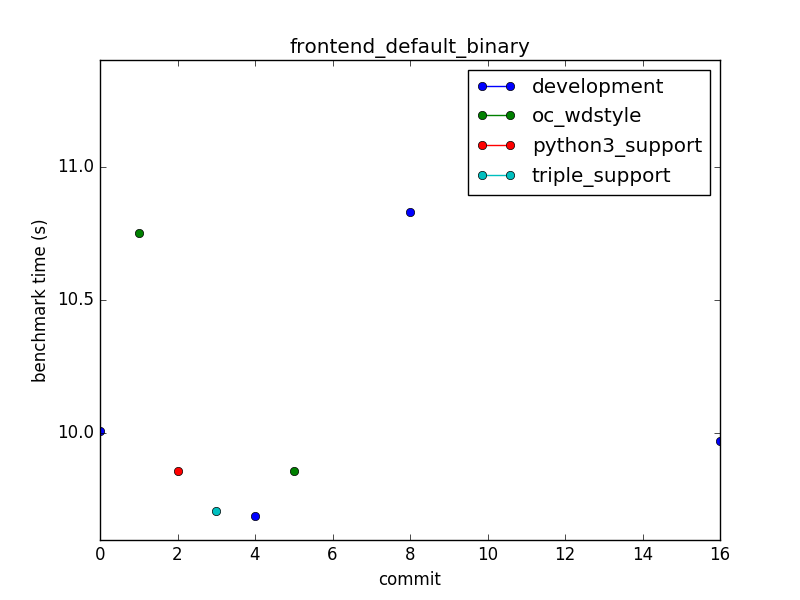 frontend_default_binary
development
oc_wdstyle
python3_support
triple_support
11.0
10.5
10.0
benchmark time (s)
0 2 4 6 8 10 12 14 16
commit